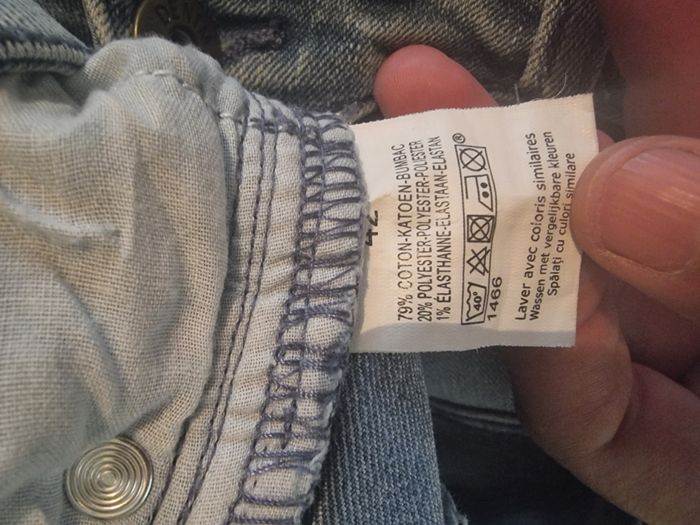 DEN
42
79% COTON-KATOEN-BUMBAC
20% POLYESTER-POLYESTER-POLIESTER
1% ELASTHANNE-ELASTAAN-ELASTAN
®
40°
1466
Laver avec coloris similaires
Wassen met vergelijkbare kleuren
Spălați cu culori similare